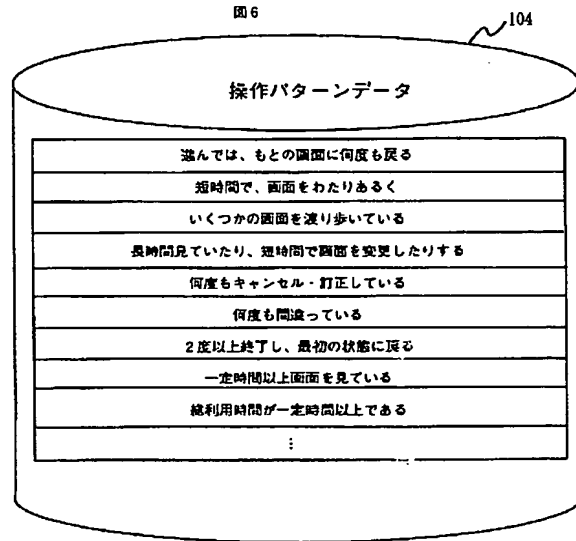 図6
104
操作パターンデータ
進んでは、もとの画面に何度も戻る
短時間で、画面をわたりあるく
いくつかの画面を渡り歩いている
長時間見ていたり、短時間で画面を変更したりする
何度もキャンセル・訂正している
何度も間違っている
2度以上終了し、最初の状態に戻る
一定時間以上画面を見ている
総利用時間が一定時間以上である
⋮